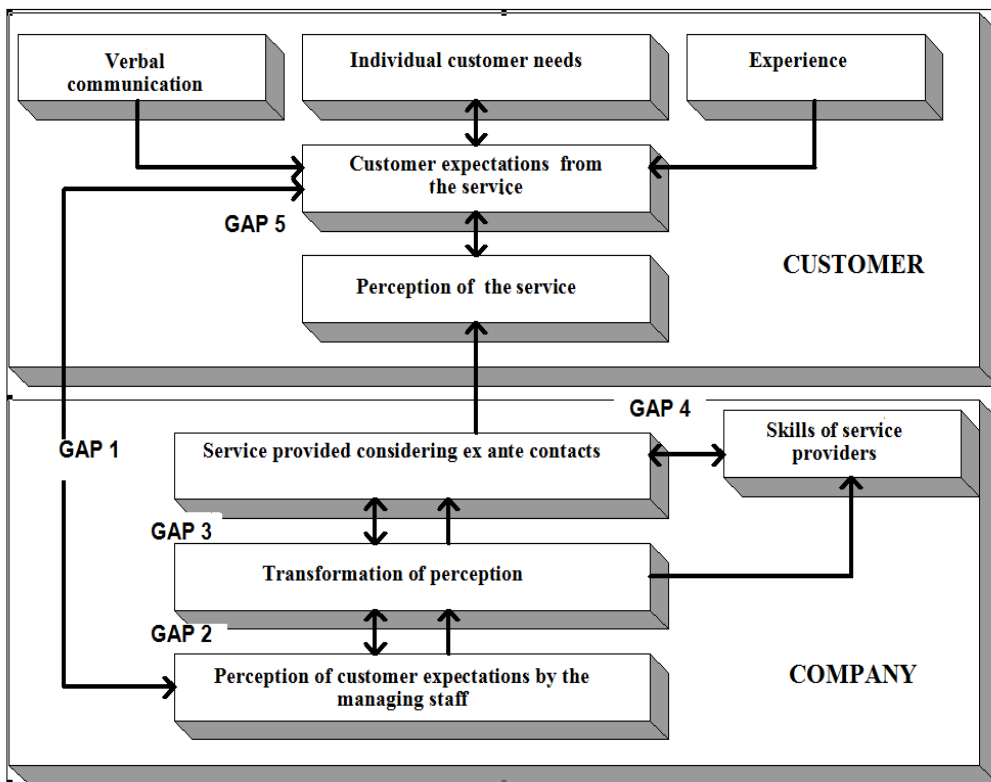 Verbal
communication
Individual customer needs
Experience
Customer expectations from
the service
GAP 5
Perception of the service
CUSTOMER
GAP 4
Skills of service
providers
Service provided considering ex ante contacts
GAP 1
GAP 3
Transformation of perception
GAP 2
Perception of customer expectations by the
managing staff
COMPANY